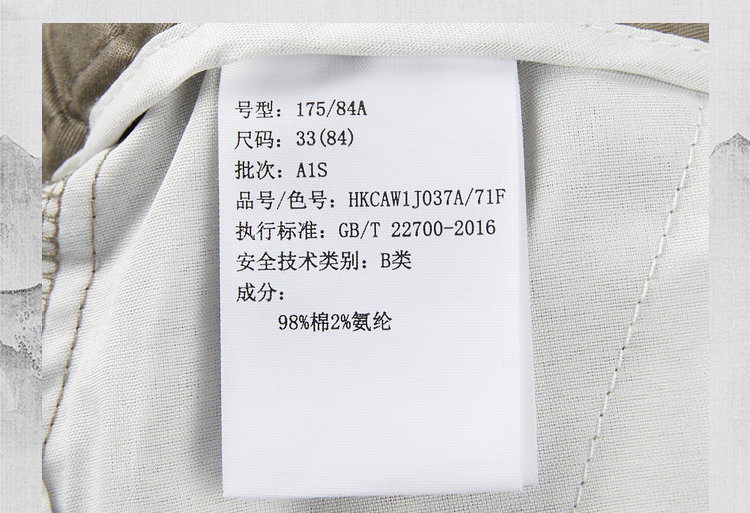 号型：175/84A
尺码：33(84)
批次：A1S
品号/色号：HKCAW1J037A/71F
执行标准：GB/T 22700-2016
安全技术类别：B类
成分：
98%棉2%氨纶